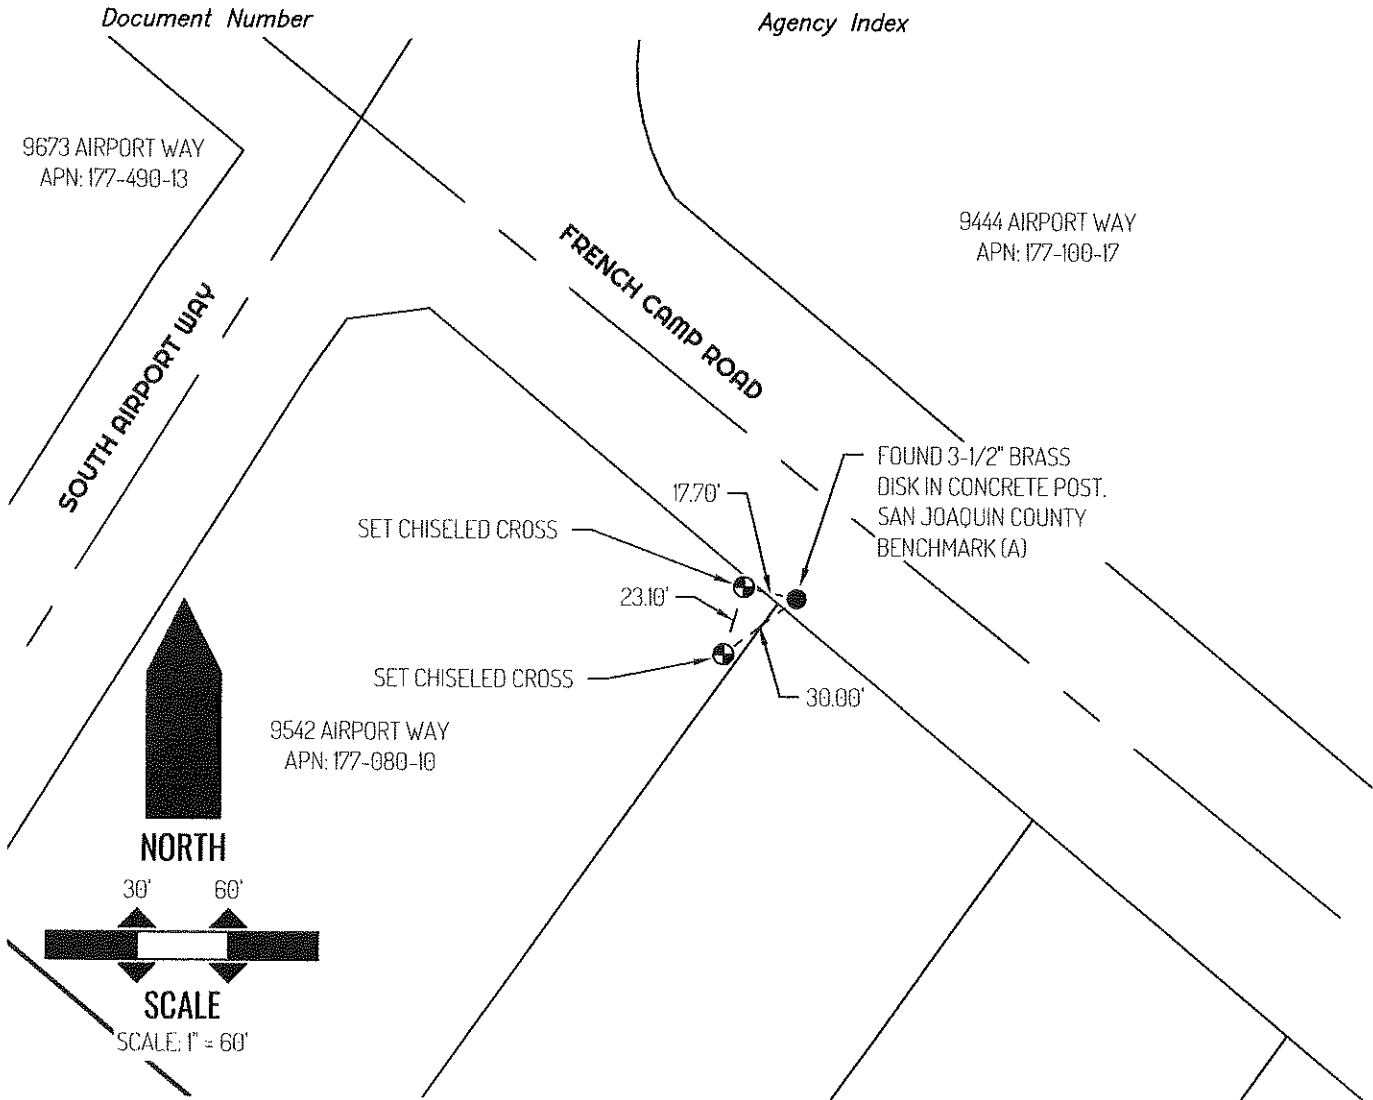 Document Number
Agency Index
9673 AIRPORT WAY
APN: 177-490-13
9444 AIRPORT WAY
APN: 177-100-17
FRENCH CAMP ROAD
SOUTH AIRPORT WAY
FOUND 3-1/2" BRASS
DISK IN CONCRETE POST.
SAN JOAQUIN COUNTY
BENCHMARK (A)
17.70'
SET CHISELED CROSS
23.10'
SET CHISELED CROSS
30.00'
9542 AIRPORT WAY
APN: 177-080-10
NORTH
30'
60'
SCALE
SCALE: 1" = 60'